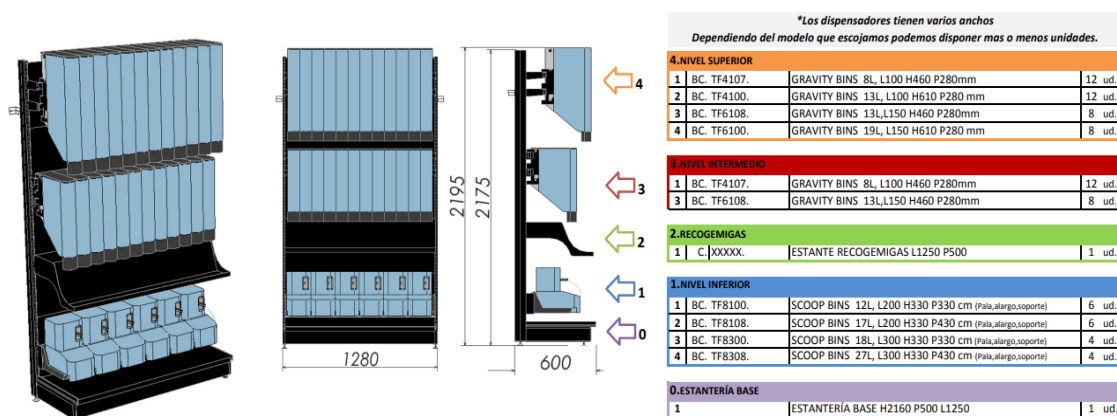 *Los dispensadores tienen varios anchos
Dependiendo del modelo que escojamos podemos disponer mas o menos unidades.
4.NIVEL SUPERIOR
1 BC. TF4107. GRAVITY BINS 8L, L100 H460 P280mm 12 ud.
2 BC. TF4100. GRAVITY BINS 13L, L100 H610 P280 mm 12 ud.
3 BC. TF6108. GRAVITY BINS 13L,L150 H460 P280mm 8 ud.
4 BC. TF6100. GRAVITY BINS 19L, L150 H610 P280 mm 8 ud.
3.NIVEL INTERMEDIO
1 BC. TF4107. GRAVITY BINS 8L, L100 H460 P280mm 12 ud.
3 BC. TF6108. GRAVITY BINS 13L,L150 H460 P280mm 8 ud.
2.RECOGEMIGAS
1 C. XXXXX. ESTANTE RECOGEMIGAS L1250 P500 1 ud.
1.NIVEL INFERIOR
1 BC. TF8100. SCOOP BINS 12L, L200 H330 P330 cm (Pala,alargo,soporte) 6 ud.
2 BC. TF8108. SCOOP BINS 17L, L200 H330 P430 cm (Pala,alargo,soporte) 6 ud.
3 BC. TF8300. SCOOP BINS 18L, L300 H330 P330 cm (Pala,alargo,soporte) 4 ud.
4 BC. TF8308. SCOOP BINS 27L, L300 H330 P430 cm (Pala,alargo,soporte) 4 ud.
0.ESTANTERÍA BASE
1 ESTANTERÍA BASE H2160 P500 L1250 1 ud.
4
3
2
1
0
2195
2175
1280
600